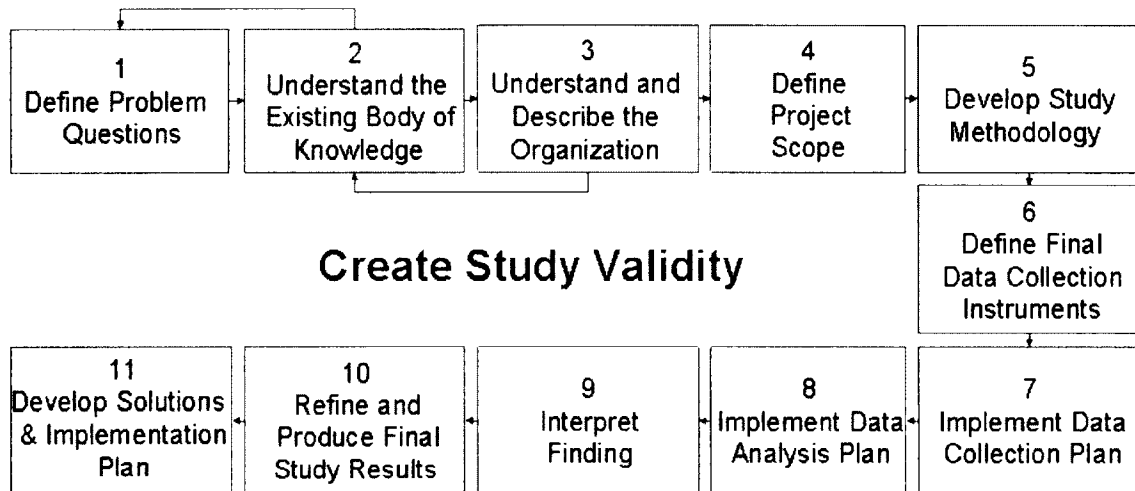 1
Define Problem
Questions
2
Understand the
Existing Body of
Knowledge
3
Understand and
Describe the
Organization
4
Define
Project
Scope
5
Develop Study
Methodology
6
Define Final
Data Collection
Instruments
Create Study Validity
11
Develop Solutions
& Implementation
Plan
10
Refine and
Produce Final
Study Results
9
Interpret
Finding
8
Implement Data
Analysis Plan
7
Implement Data
Collection Plan